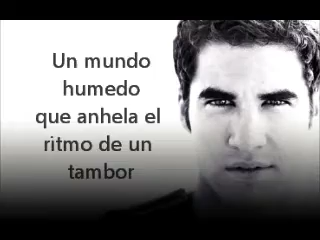 Un mundo
humedo
que anhela el
ritmo de un
tambor